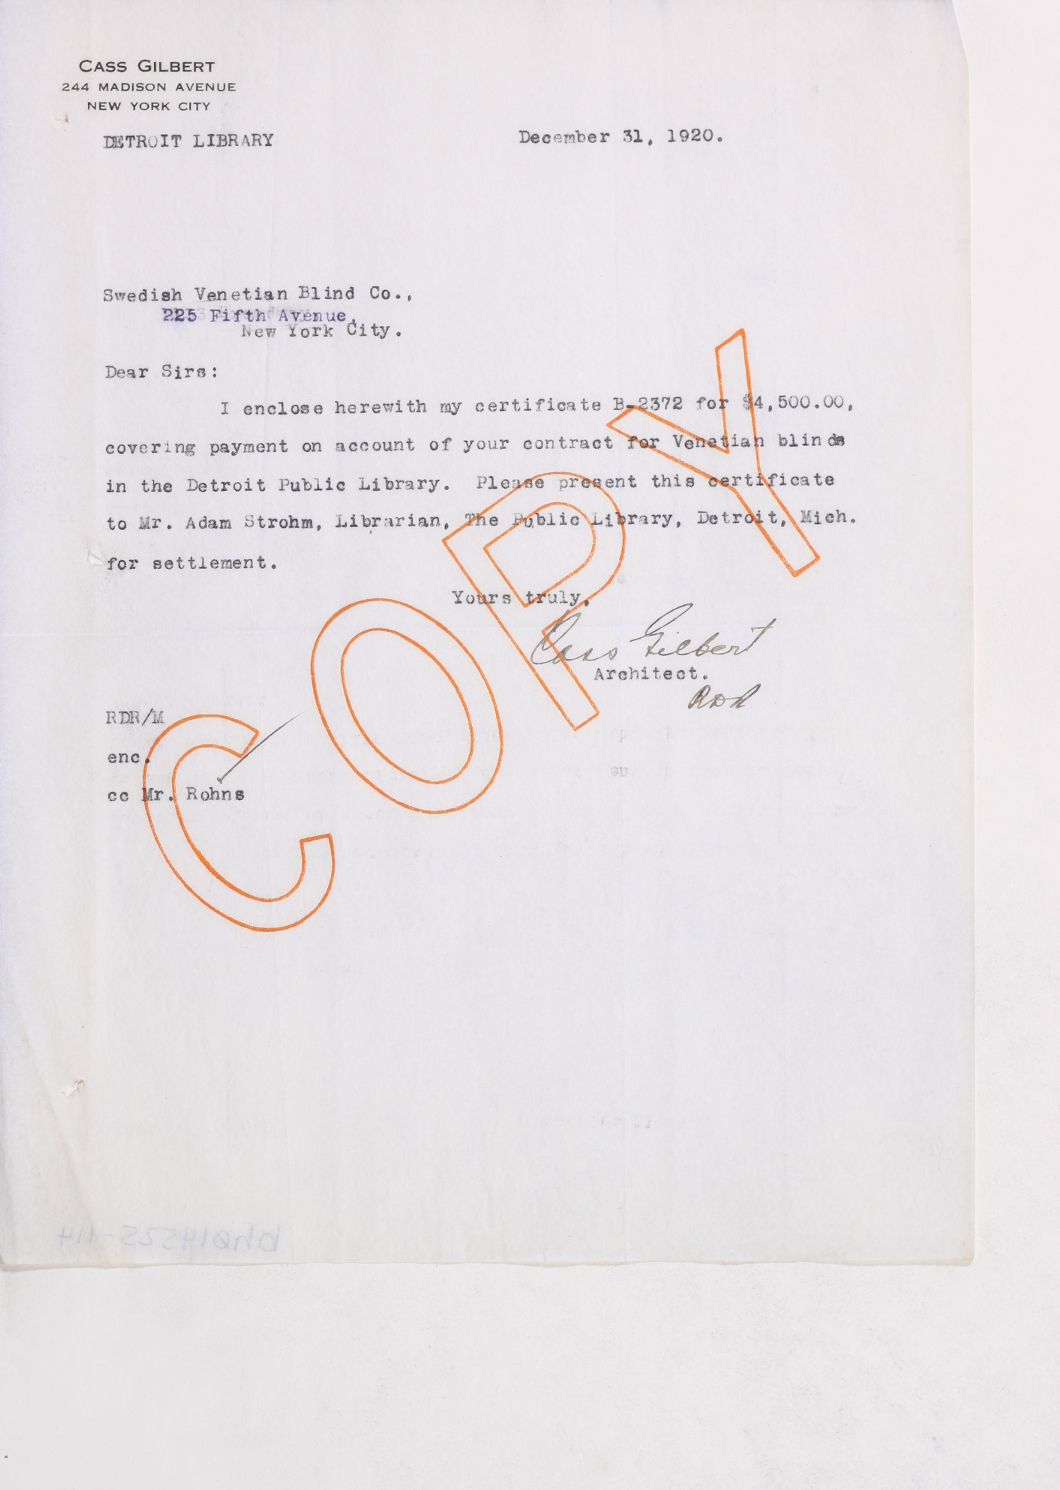 CASS GILBERT
244 MADISON AVENUE
NEW YORK CITY
DETROIT LIBRARY
December 31, 1920.
Swedish Venetian Blind Co.,
225 Fifth Avenue,
New York City.
Dear Sirs:
I enclose herewith my certificate B-2372 for $4,500.00,
covering payment on account of your contract for Venetian blinds
in the Detroit Public Library. Please present this certificate
to Mr. Adam Strohm, Librarian, The Public Library, Detroit, Mich.
for settlement.
Yours truly,
Cass Gilbert
Architect.
RDR
RDR/M
enc.
cc Mr. Rohns
COPY
bh019525-114